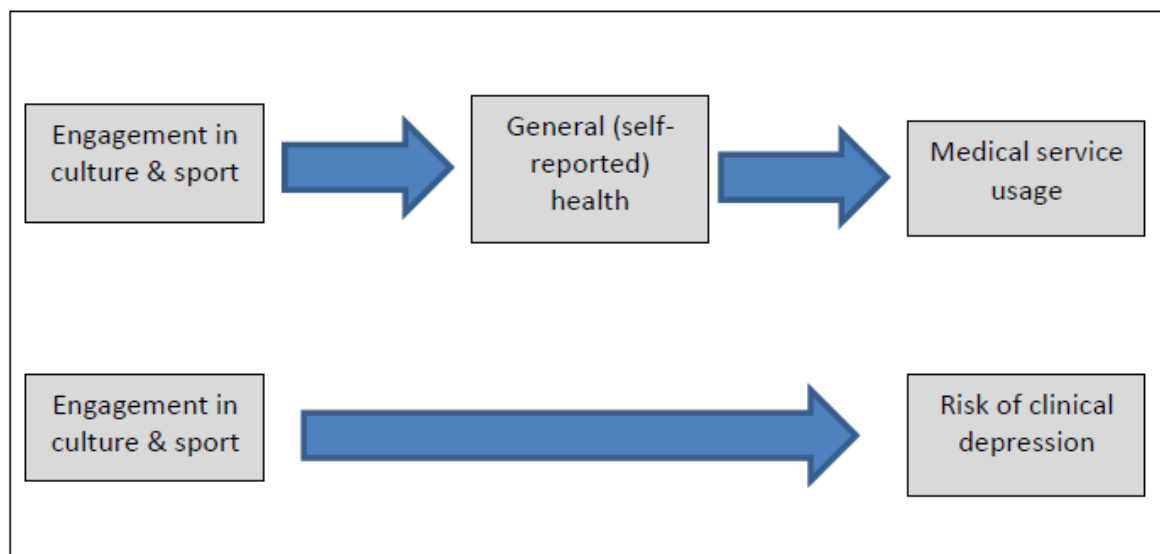 Engagement in
culture & sport
General (self-
reported)
health
Medical service
usage
Engagement in
culture & sport
Risk of clinical
depression